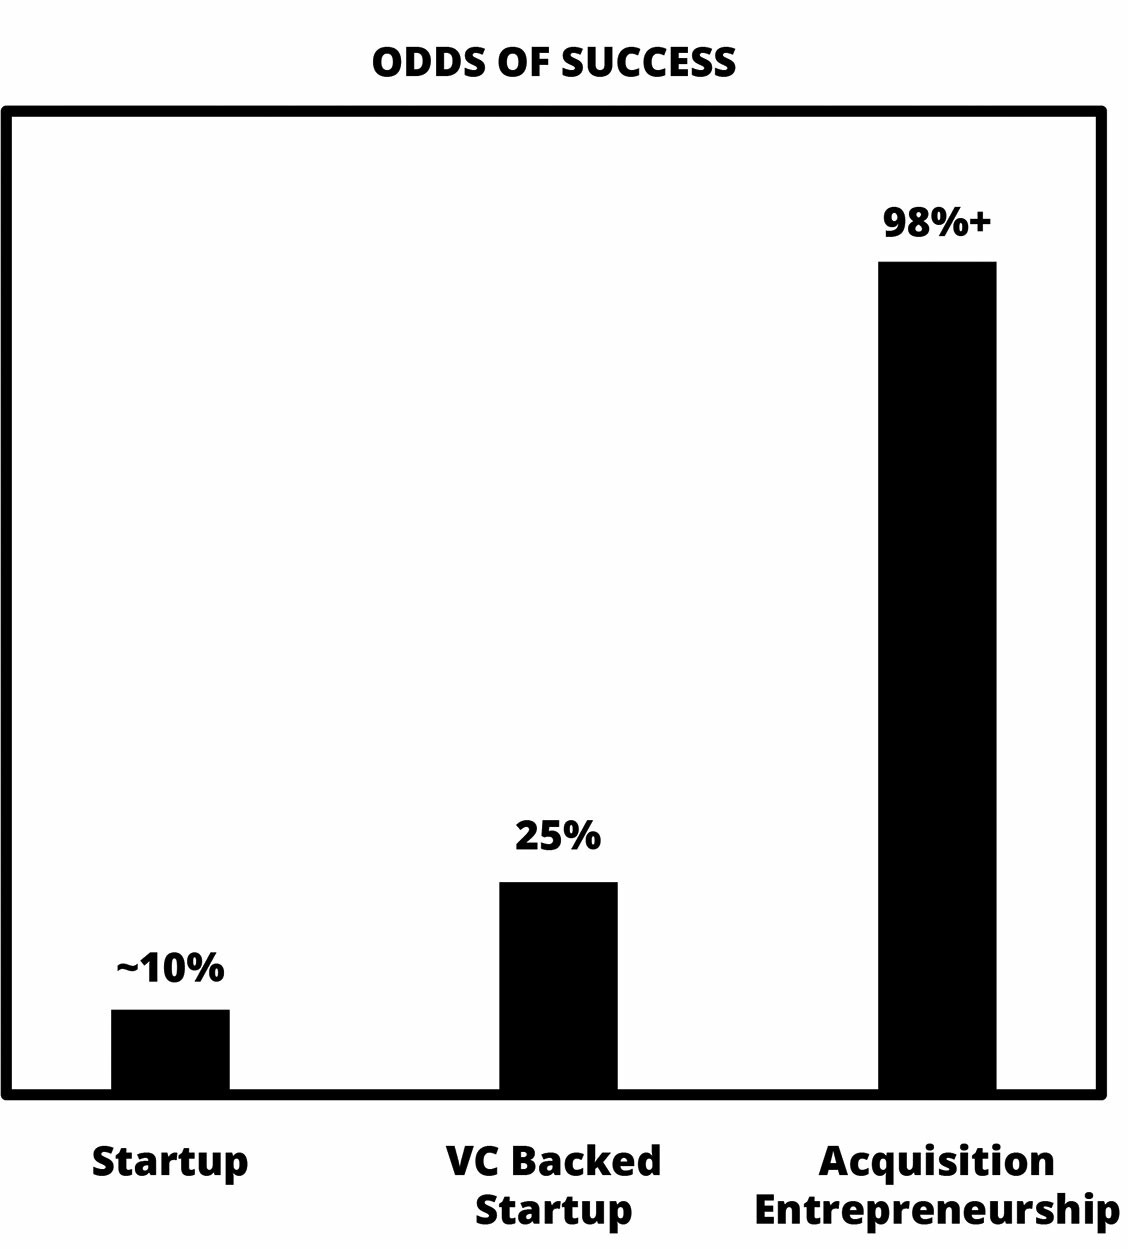 ODDS OF SUCCESS
98%+
25%
~10%
Startup
VC Backed
Startup
Acquisition
Entrepreneurship